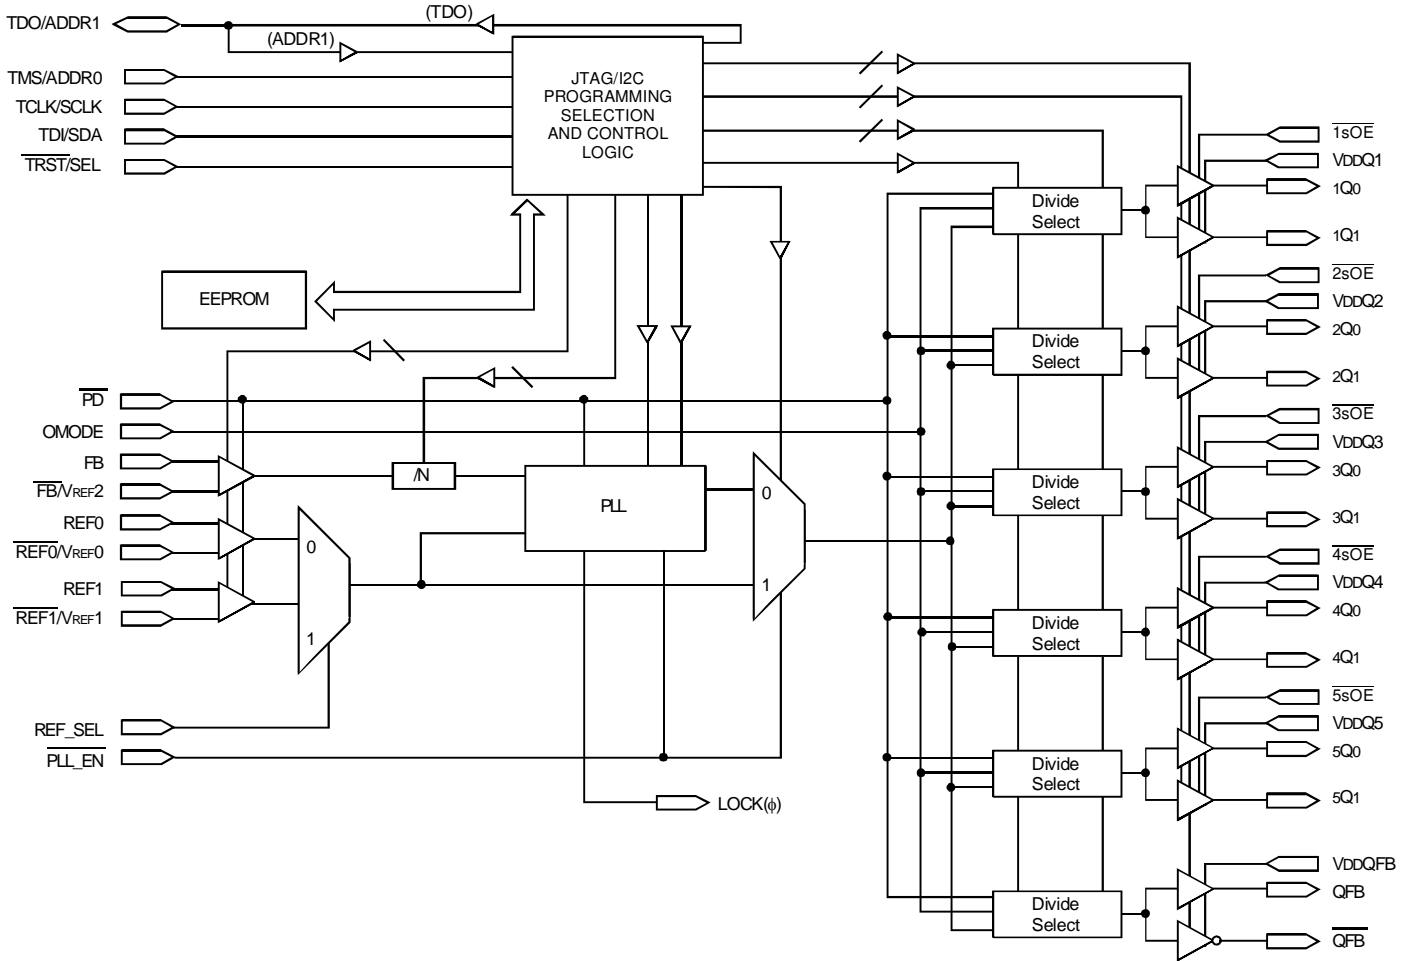 TDO/ADDR1
(TDO)
(ADDR1)
TMS/ADDR0
TCLK/SCLK
TDI/SDA
TRST/SEL
JTAG/I2C
PROGRAMMING
SELECTION
AND CONTROL
LOGIC
EEPROM
PD
OMODE
FB
FB/VREF2
REF0
REF0/VREF0
REF1
REF1/VREF1
REF_SEL
PLL_EN
0
1
/N
PLL
0
1
LOCK(ϕ)
Divide
Select
Divide
Select
Divide
Select
Divide
Select
Divide
Select
Divide
Select
1sOE
VDDQ1
1Q0
1Q1
2sOE
VDDQ2
2Q0
2Q1
3sOE
VDDQ3
3Q0
3Q1
4sOE
VDDQ4
4Q0
4Q1
5sOE
VDDQ5
5Q0
5Q1
VDDQFB
QFB
QFB